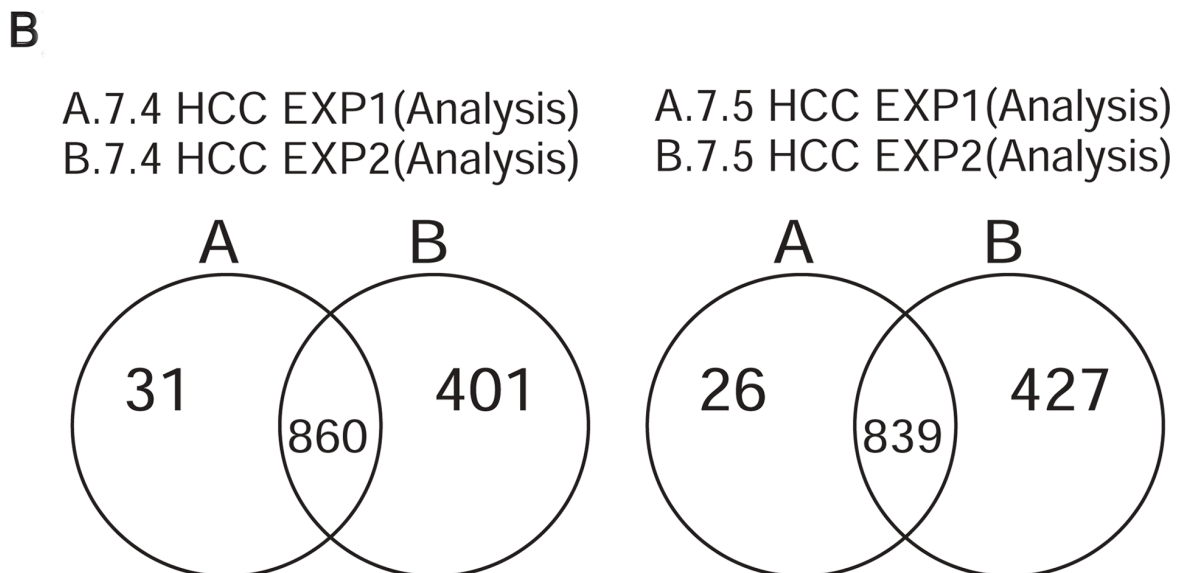 B
A.7.4 HCC EXP1(Analysis)
B.7.4 HCC EXP2(Analysis)
A B
31 860 401
A.7.5 HCC EXP1(Analysis)
B.7.5 HCC EXP2(Analysis)
A B
26 839 427